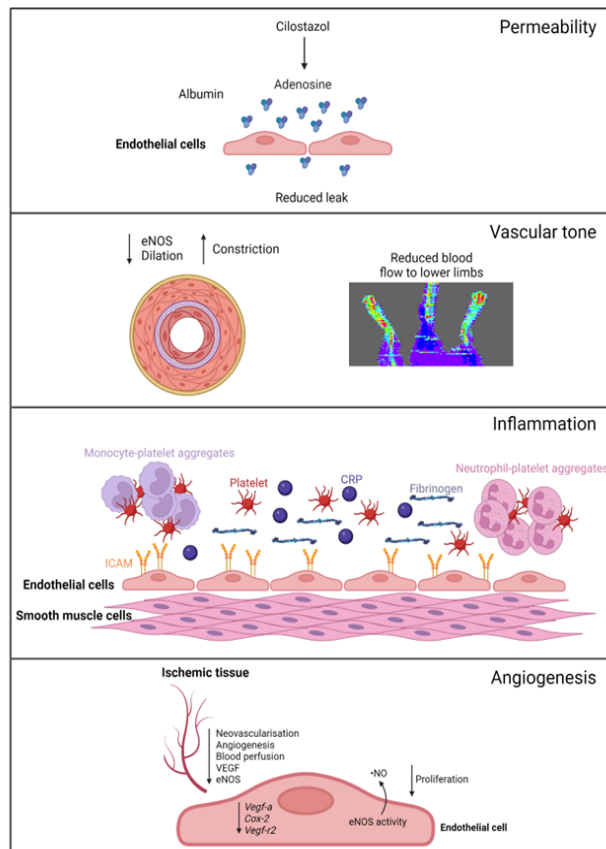 Permeability
Cilostazol
Adenosine
Albumin
Endothelial cells
Reduced leak
Vascular tone
eNOS
Dilation
Constriction
Reduced blood
flow to lower limbs
Inflammation
Monocyte-platelet aggregates
Platelet
CRP
Fibrinogen
Neutrophil-platelet aggregates
ICAM
Endothelial cells
Smooth muscle cells
Angiogenesis
Ischemic tissue
Neovascularisation
Angiogenesis
Blood perfusion
VEGF
eNOS
•NO
Proliferation
Vegf-a
Cox-2
Vegf-r2
eNOS activity
Endothelial cell